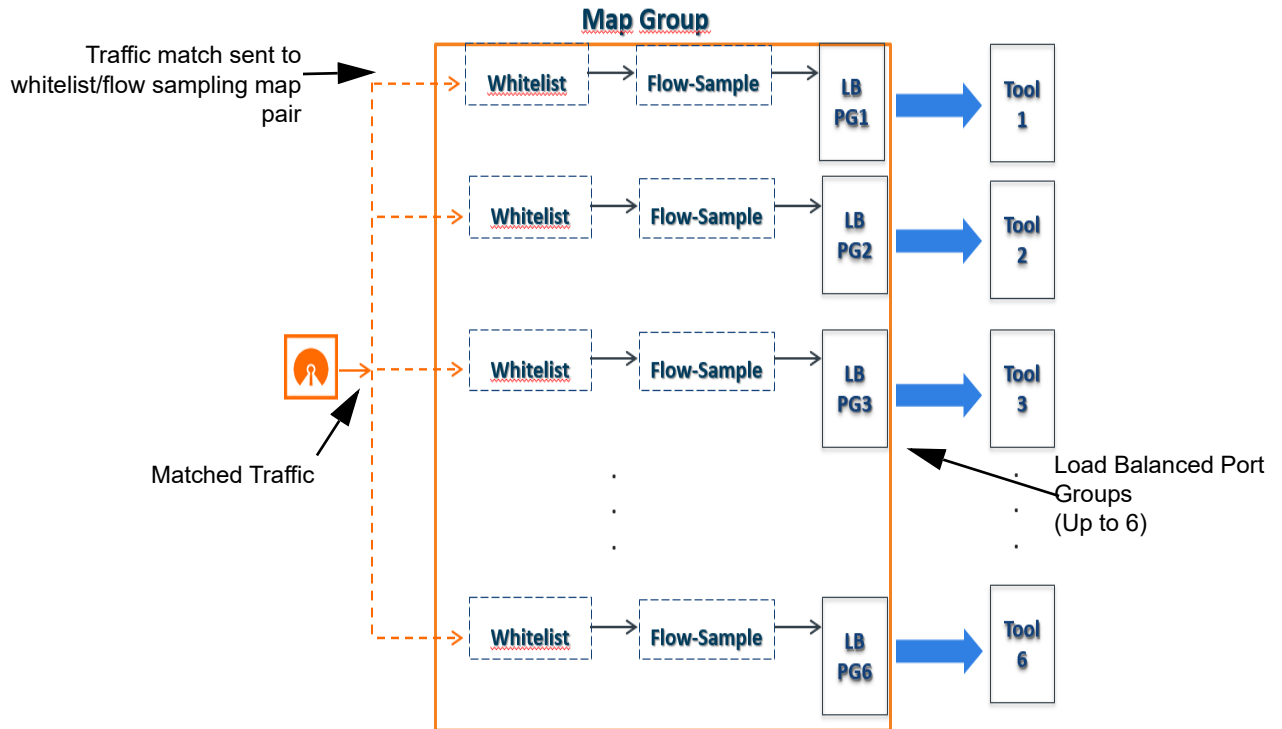 Map Group
Traffic match sent to
whitelist/flow sampling map
pair
Whitelist
Flow-Sample
LB
PG1
Tool
1
Whitelist
Flow-Sample
LB
PG2
Tool
2
Whitelist
Flow-Sample
LB
PG3
Tool
3
Matched Traffic
Load Balanced Port
Groups
(Up to 6)
Whitelist
Flow-Sample
LB
PG6
Tool
6